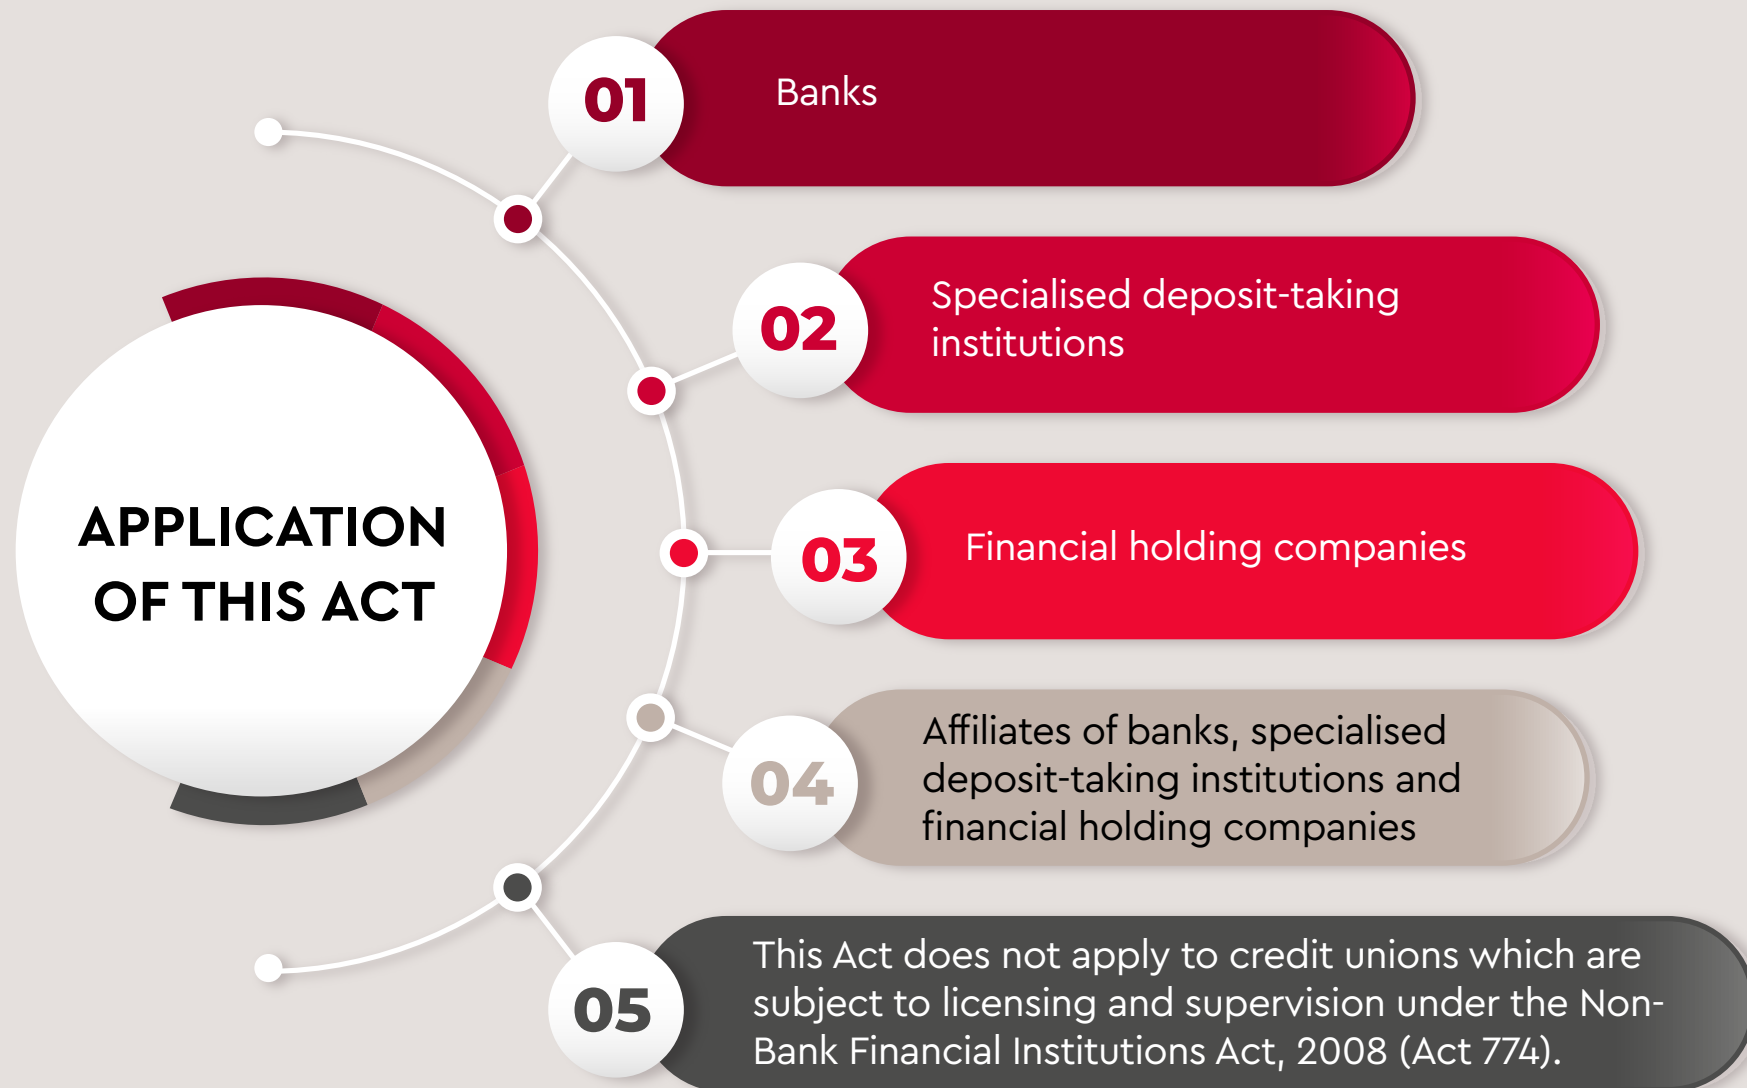 APPLICATION
OF THIS ACT
01
Banks
02
Specialised deposit-taking
institutions
03
Financial holding companies
04
Affiliates of banks, specialised
deposit-taking institutions and
financial holding companies
05
This Act does not apply to credit unions which are
subject to licensing and supervision under the Non-
Bank Financial Institutions Act, 2008 (Act 774).